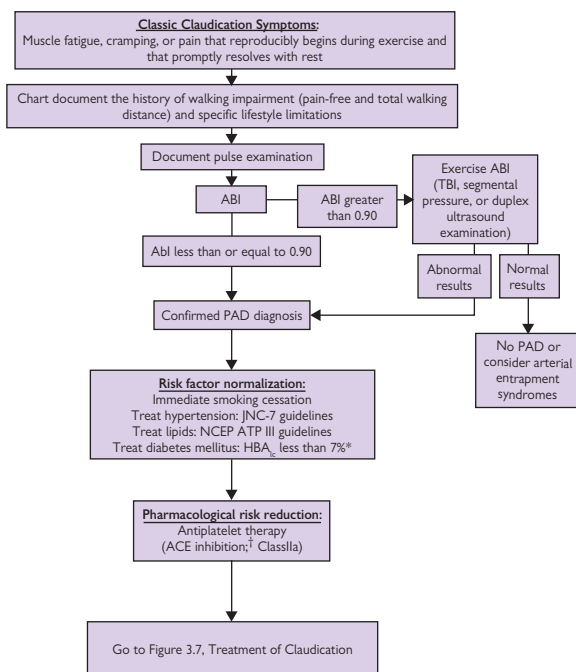 Classic Claudication Symptoms:
Muscle fatigue, cramping, or pain that reproducibly begins during exercise and
that promptly resolves with rest
Chart document the history of walking impairment (pain-free and total walking
distance) and specific lifestyle limitations
Document pulse examination
ABI
ABI greater
than 0.90
Exercise ABI
(TBI, segmental
pressure, or duplex
ultrasound
examination)
AbI less than or equal to 0.90
Abnormal
results
Normal
results
Confirmed PAD diagnosis
No PAD or
consider arterial
entrapment
syndromes
Risk factor normalization:
Immediate smoking cessation
Treat hypertension: JNC-7 guidelines
Treat lipids: NCEP ATP III guidelines
Treat diabetes mellitus: HBA1c less than 7%*
Pharmacological risk reduction:
Antiplatelet therapy
(ACE inhibition;† ClassIIa)
Go to Figure 3.7, Treatment of Claudication